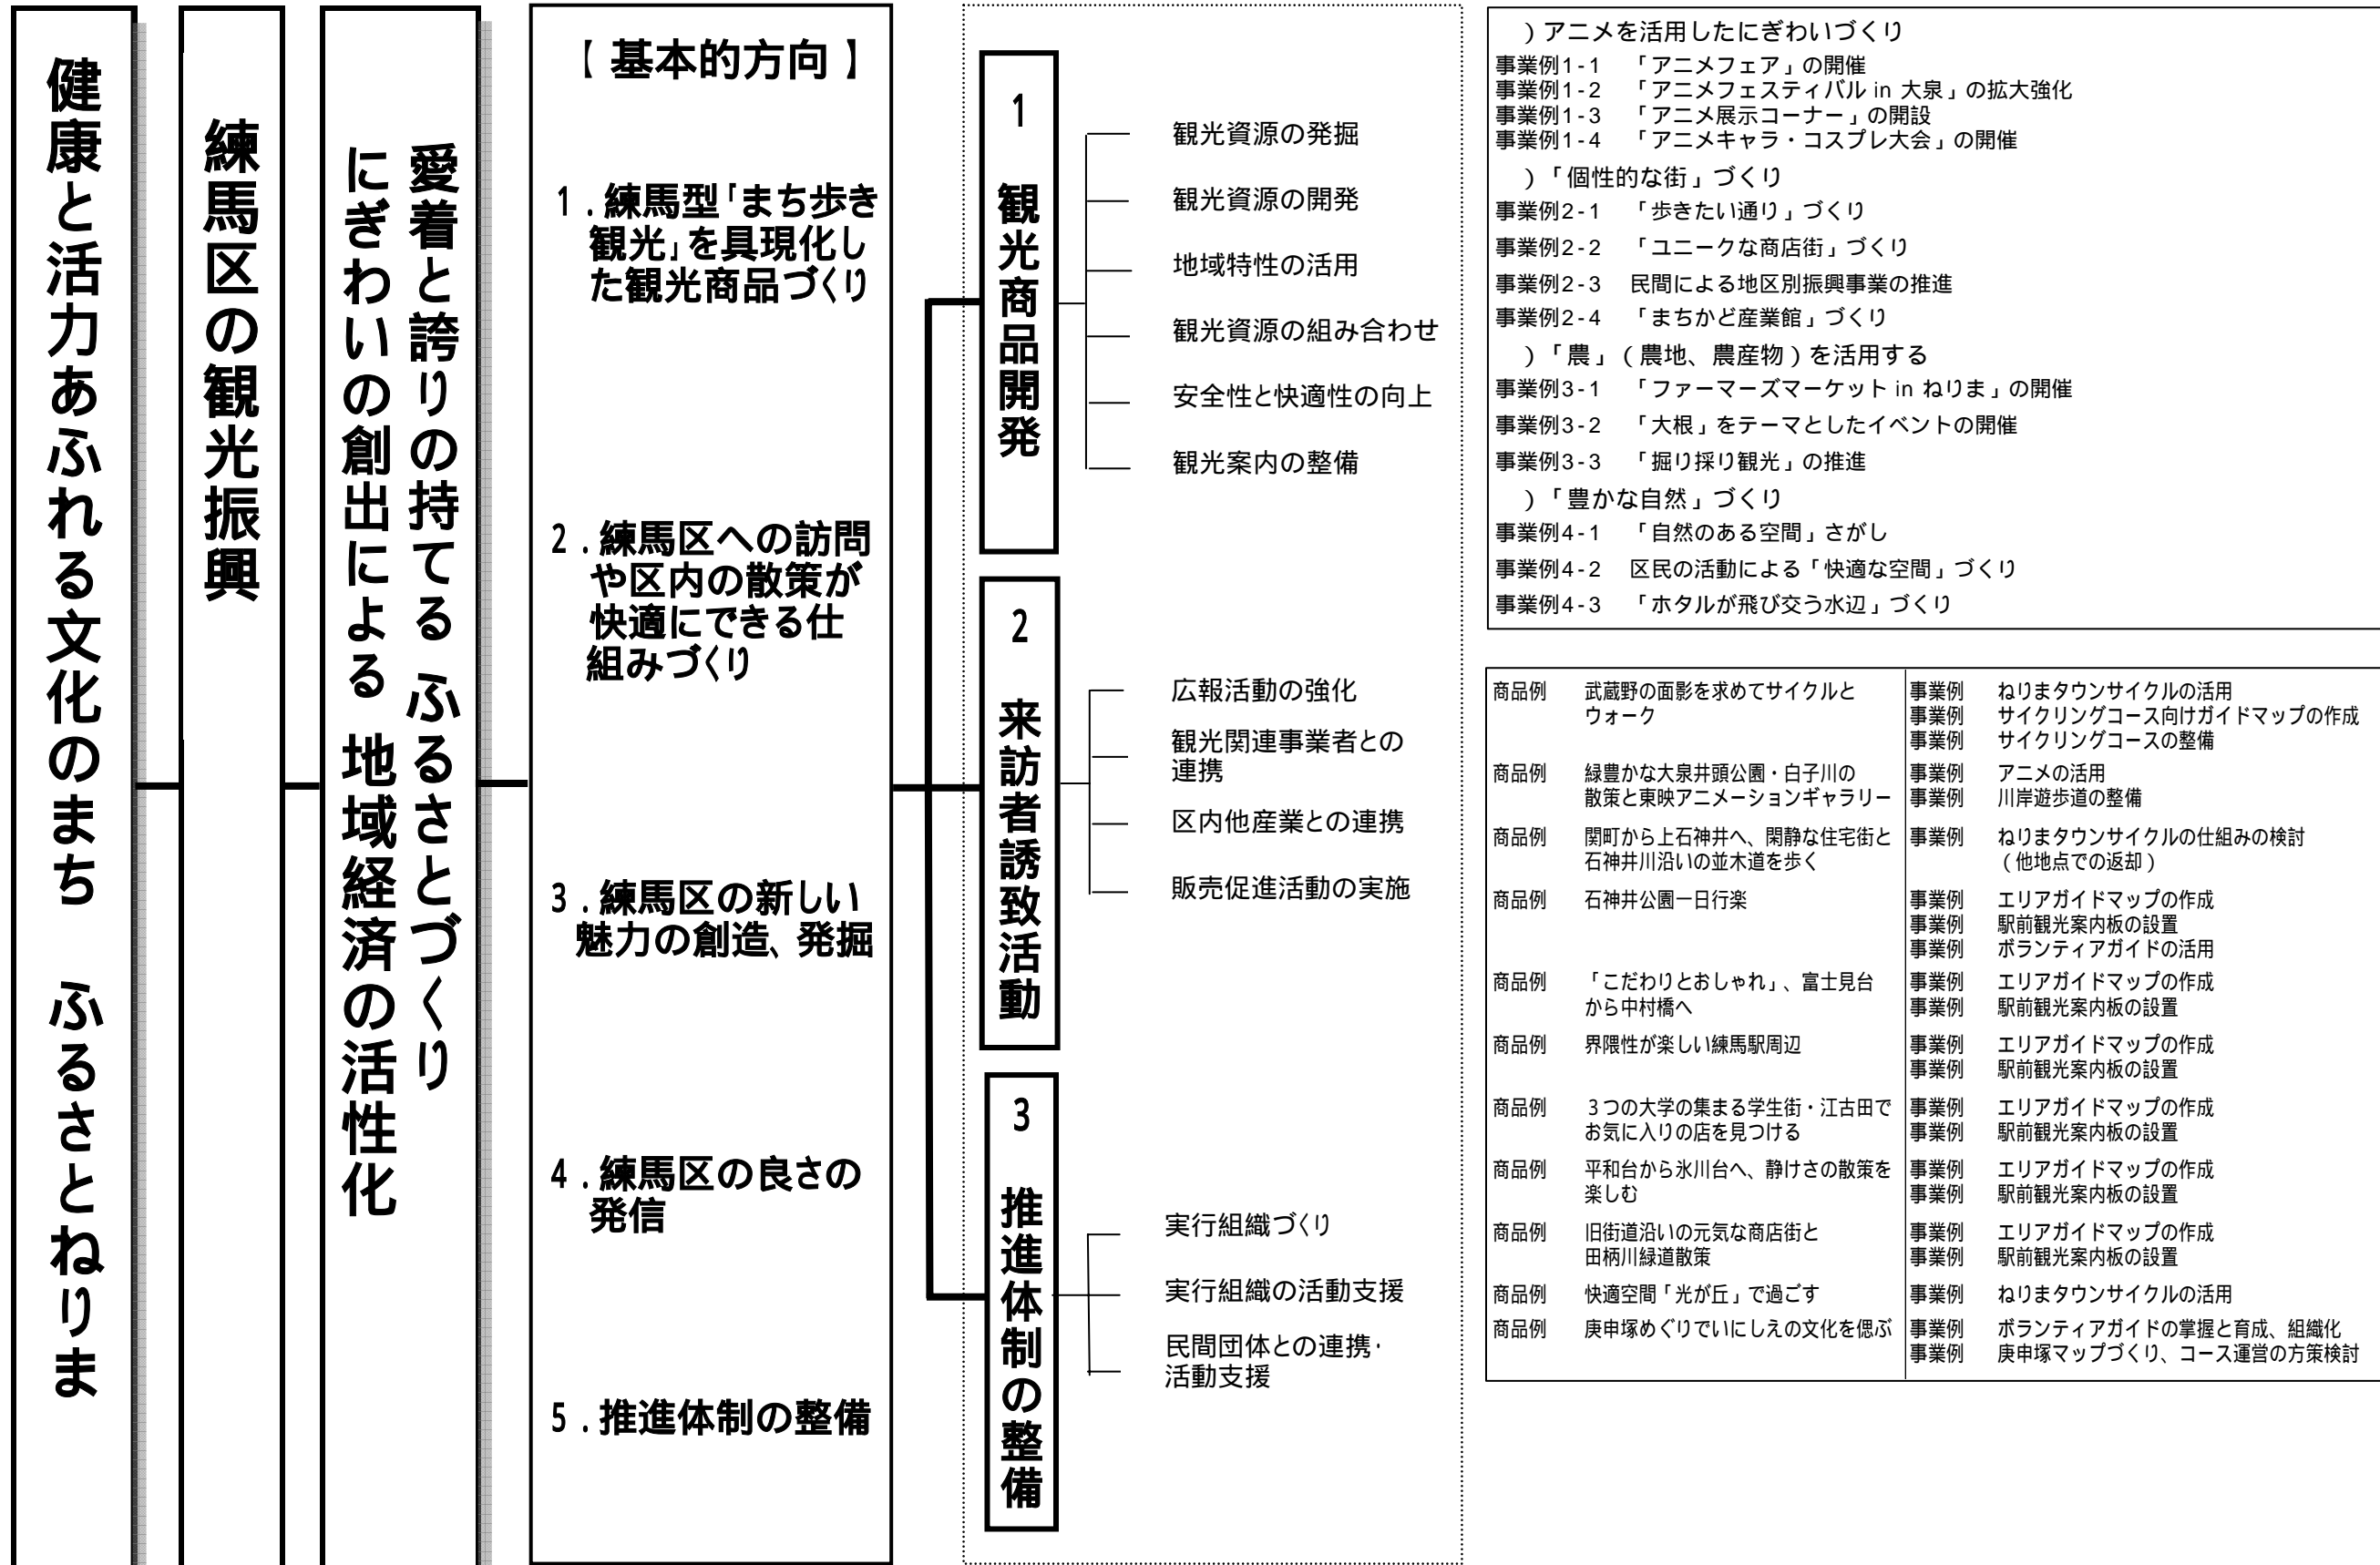 健康と活力あふれる文化のまち　ふるさとねりま
練馬区の観光振興
愛着と誇りの持てる ふるさとづくり
にぎわいの創出による 地域経済の活性化
【 基本的方向 】
1．練馬型「まち歩き
観光」を具現化し
た観光商品づくり
2．練馬区への訪問
や区内の散策が
快適にできる仕
組みづくり
3．練馬区の新しい
魅力の創造、発掘
4．練馬区の良さの
発信
5．推進体制の整備
1　観光商品開発
観光資源の発掘
観光資源の開発
地域特性の活用
観光資源の組み合わせ
安全性と快適性の向上
観光案内の整備
2　来訪者誘致活動
広報活動の強化
観光関連事業者との
連携
区内他産業との連携
販売促進活動の実施
3　推進体制の整備
実行組織づくり
実行組織の活動支援
民間団体との連携・
活動支援
）アニメを活用したにぎわいづくり
事業例1-1　「アニメフェア」の開催
事業例1-2　「アニメフェスティバル in 大泉」の拡大強化
事業例1-3　「アニメ展示コーナー」の開設
事業例1-4　「アニメキャラ・コスプレ大会」の開催
）「個性的な街」づくり
事業例2-1　「歩きたい通り」づくり
事業例2-2　「ユニークな商店街」づくり
事業例2-3　民間による地区別振興事業の推進
事業例2-4　「まちかど産業館」づくり
）「農」（農地、農産物）を活用する
事業例3-1　「ファーマーズマーケット in ねりま」の開催
事業例3-2　「大根」をテーマとしたイベントの開催
事業例3-3　「掘り採り観光」の推進
）「豊かな自然」づくり
事業例4-1　「自然のある空間」さがし
事業例4-2　区民の活動による「快適な空間」づくり
事業例4-3　「ホタルが飛び交う水辺」づくり
商品例　武蔵野の面影を求めてサイクルと　事業例　ねりまタウンサイクルの活用
ウォーク　事業例　サイクリングコース向けガイドマップの作成
事業例　サイクリングコースの整備
商品例　緑豊かな大泉井頭公園・白子川の　事業例　アニメの活用
散策と東映アニメーションギャラリー　事業例　川岸遊歩道の整備
商品例　関町から上石神井へ、閑静な住宅街と　事業例　ねりまタウンサイクルの仕組みの検討
石神井川沿いの並木道を歩く　（他地点での返却）
商品例　石神井公園一日行楽　事業例　エリアガイドマップの作成
事業例　駅前観光案内板の設置
事業例　ボランティアガイドの活用
商品例　「こだわりとおしゃれ」、富士見台　事業例　エリアガイドマップの作成
から中村橋へ　事業例　駅前観光案内板の設置
商品例　界隈性が楽しい練馬駅周辺　事業例　エリアガイドマップの作成
事業例　駅前観光案内板の設置
商品例　３つの大学の集まる学生街・江古田で　事業例　エリアガイドマップの作成
お気に入りの店を見つける　事業例　駅前観光案内板の設置
商品例　平和台から氷川台へ、静けさの散策を　事業例　エリアガイドマップの作成
楽しむ　事業例　駅前観光案内板の設置
商品例　旧街道沿いの元気な商店街と　事業例　エリアガイドマップの作成
田柄川緑道散策　事業例　駅前観光案内板の設置
商品例　快適空間「光が丘」で過ごす　事業例　ねりまタウンサイクルの活用
商品例　庚申塚めぐりでいにしえの文化を偲ぶ　事業例　ボランティアガイドの掌握と育成、組織化
事業例　庚申塚マップづくり、コース運営の方策検討